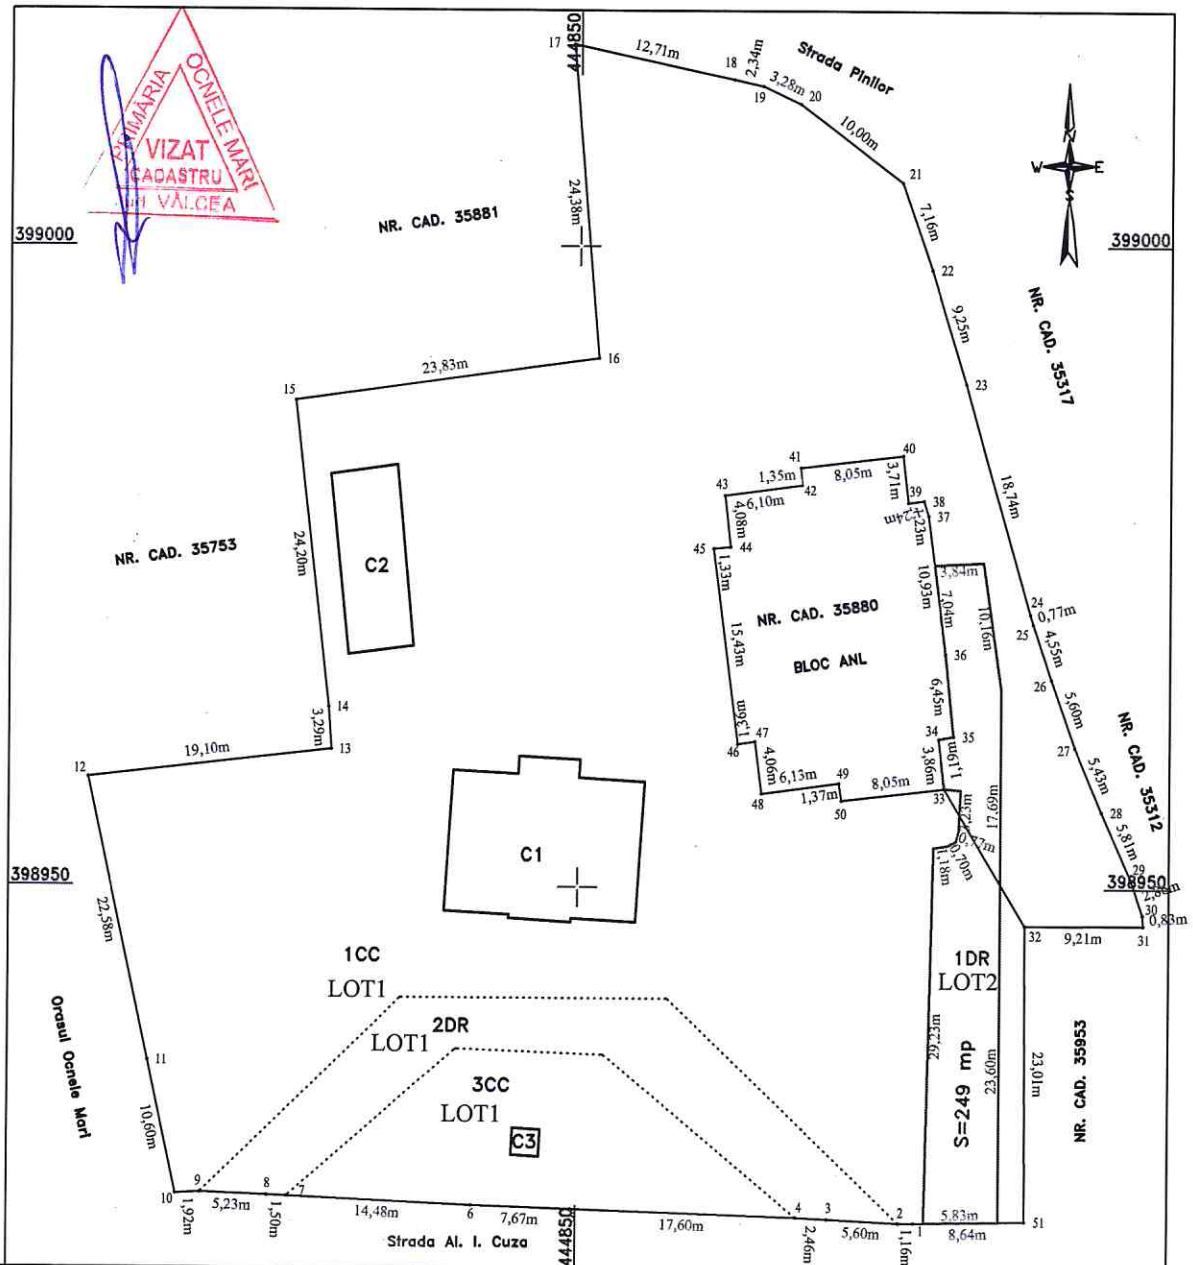 PRIMĂRIA
OCNELE MARI
VIZAT
CADASTRU
VÂLCEA
444850
17
12,71m
18
2,34m
19
3,28m
20
Strada Pinilor
10,00m
21
N
W
E
S
7,16m
24,38m
NR. CAD. 35881
399000
399000
22
9,25m
NR. CAD. 35317
16
23,83m
15
23
18,74m
40
41
8,05m
3,71m
1,35m
42
43
6,10m
39
38
37
4,08m
45
44
1,33m
10,93m
3,84m
7,04m
10,16m
NR. CAD. 35753
24,20m
C2
NR. CAD. 35880
BLOC ANL
15,43m
24
0,77m
25
4,55m
36
26
6,45m
5,60m
14
3,29m
13
19,10m
12
1,36m
46
47
4,06m
6,13m
48
49
1,37m
50
8,05m
34
35
3,86m
1,19m
33
27
5,43m
NR. CAD. 35312
28
5,81m
17,69m
0,77m
0,70m
1,18m
C1
398950
29
398950
30
0,83m
31
32
9,21m
22,58m
1CC
LOT1
2DR
LOT1
3CC
LOT1
C3
1DR
LOT2
29,23m
S=249 mp
23,60m
23,01m
NR. CAD. 35953
Orasul Ocnele Mari
11
10,60m
10
9
1,92m
5,23m
8
1,50m
7
14,48m
6
7,67m
444850
17,60m
4
2,46m
3
5,60m
2
1,16m
1
5,83m
8,64m
51
Strada Al. I. Cuza